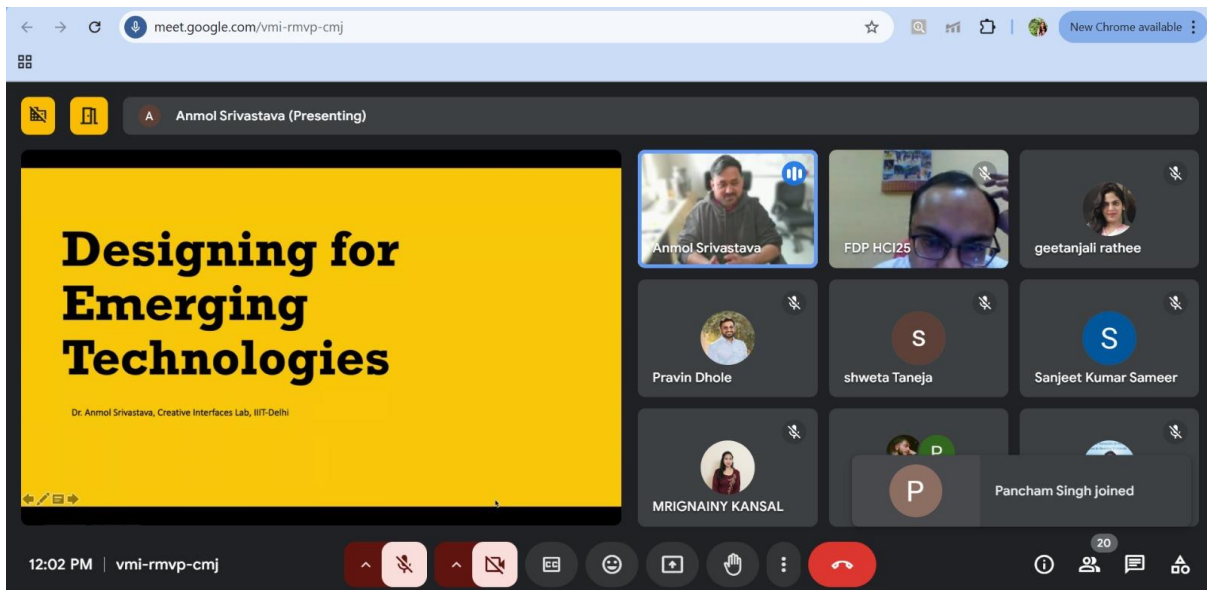 meet.google.com/vmi-rmvp-cmj
New Chrome available
A Anmol Srivastava (Presenting)
Designing for
Emerging
Technologies
Dr. Anmol Srivastava, Creative Interfaces Lab, IIIT-Delhi
Anmol Srivastava
FDP HCI25
geetanjali rathee
Pravin Dhole
s
shweta Taneja
S
Sanjeet Kumar Sameer
MRIGNAINY KANSAL
P
P
Pancham Singh joined
12:02 PM | vmi-rmvp-cmj
CC
20